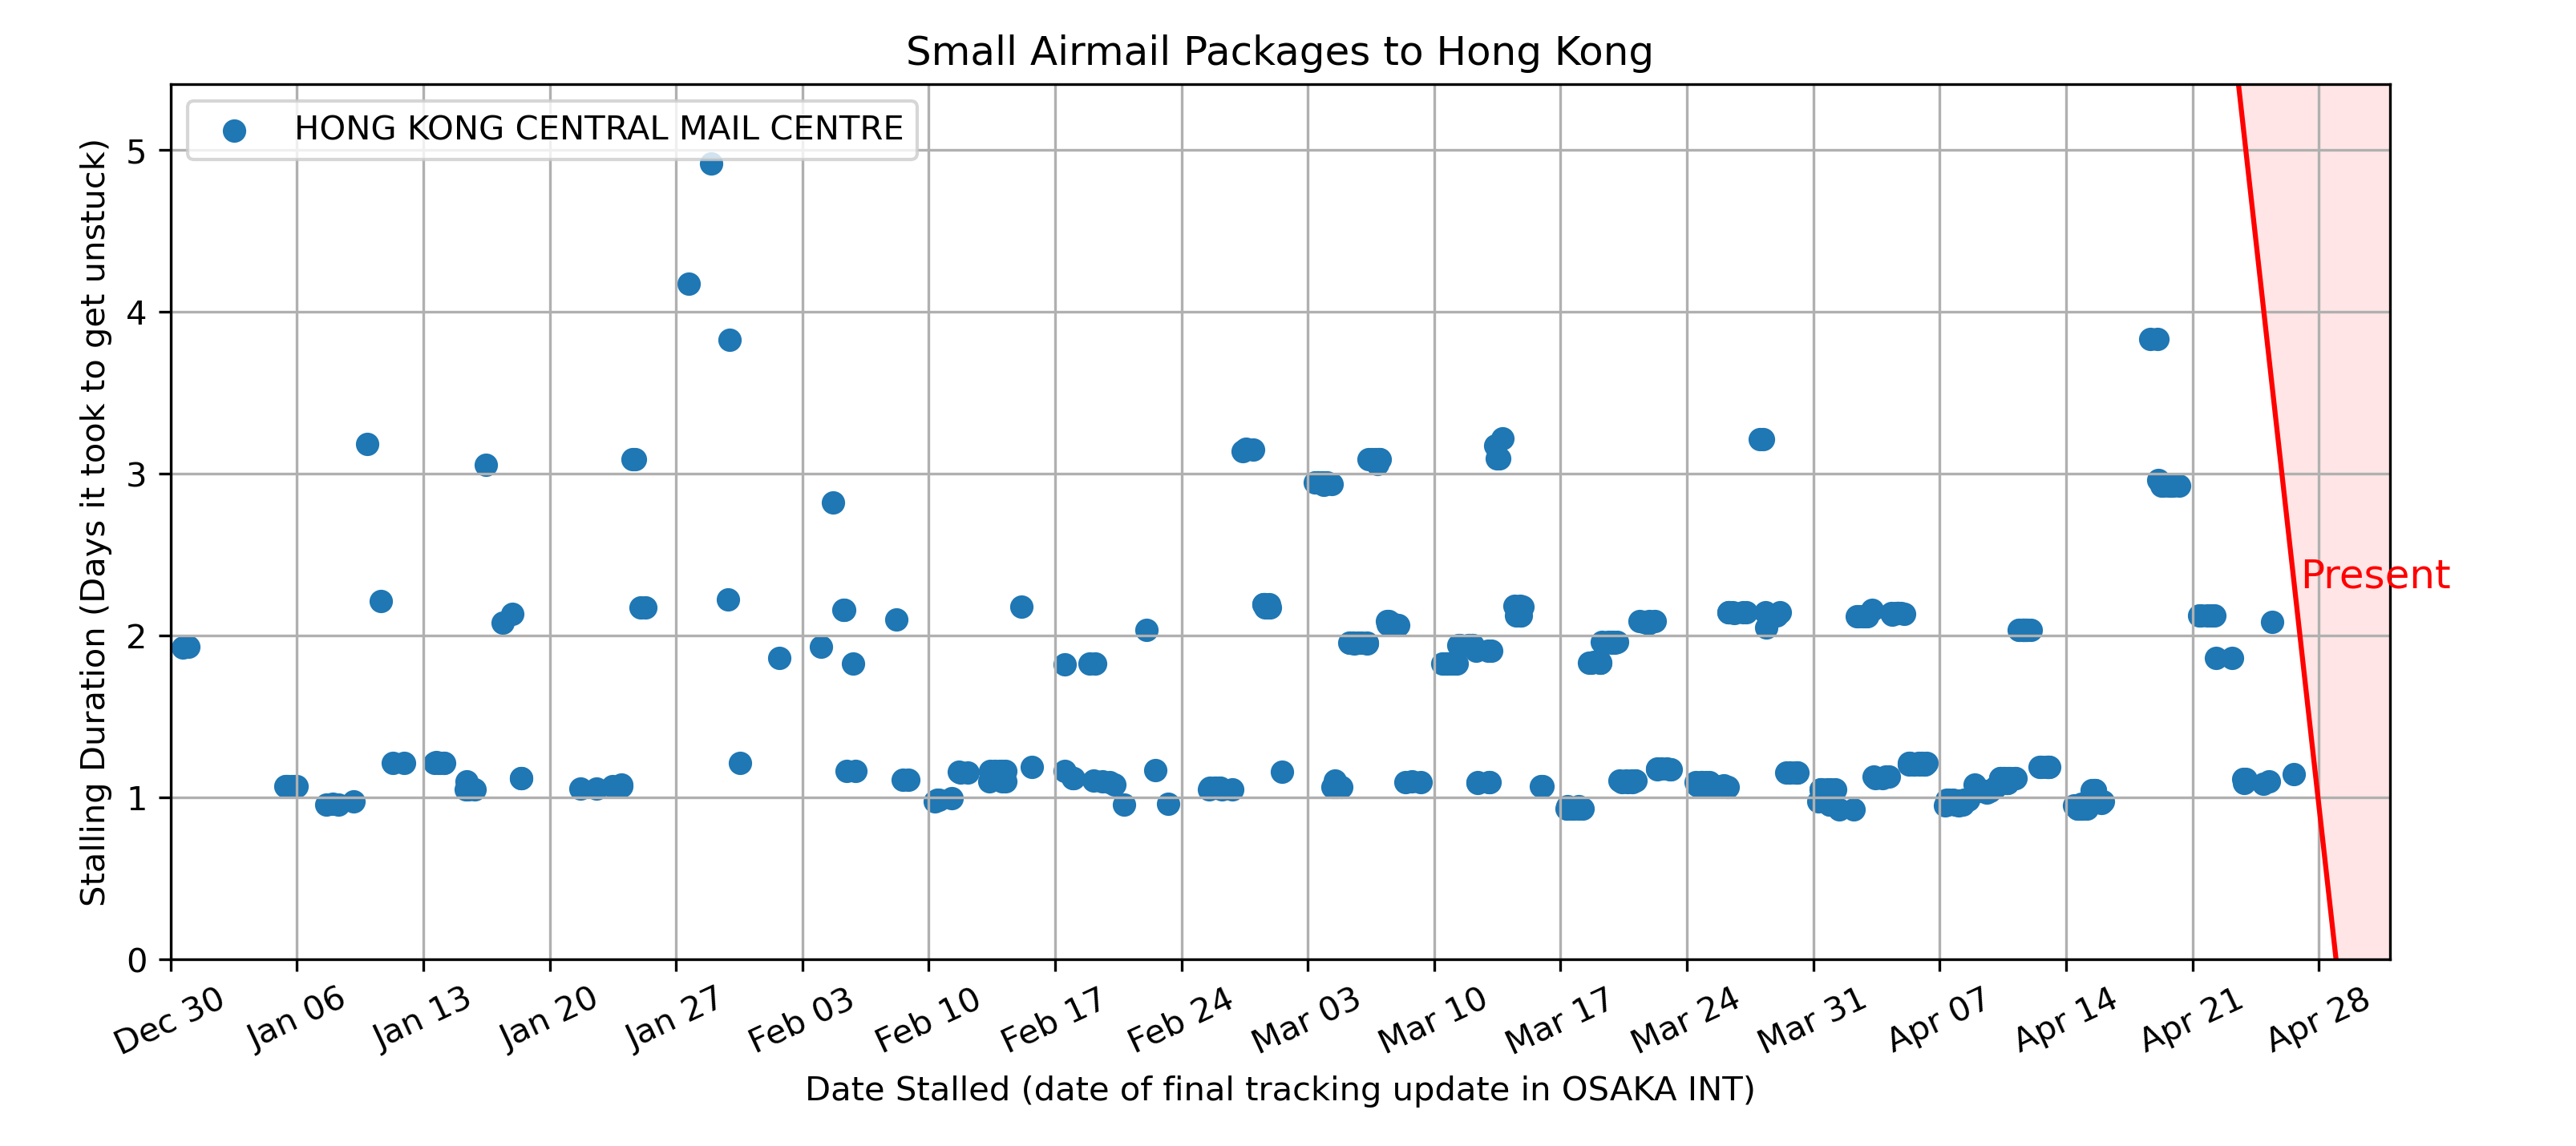 Small Airmail Packages to Hong Kong
HONG KONG CENTRAL MAIL CENTRE
Stalling Duration (Days it took to get unstuck)
5
4
3
2
1
0
Present
Dec 30
Jan 06
Jan 13
Jan 20
Jan 27
Feb 03
Feb 10
Feb 17
Feb 24
Mar 03
Mar 10
Mar 17
Mar 24
Mar 31
Apr 07
Apr 14
Apr 21
Apr 28
Date Stalled (date of final tracking update in OSAKA INT)